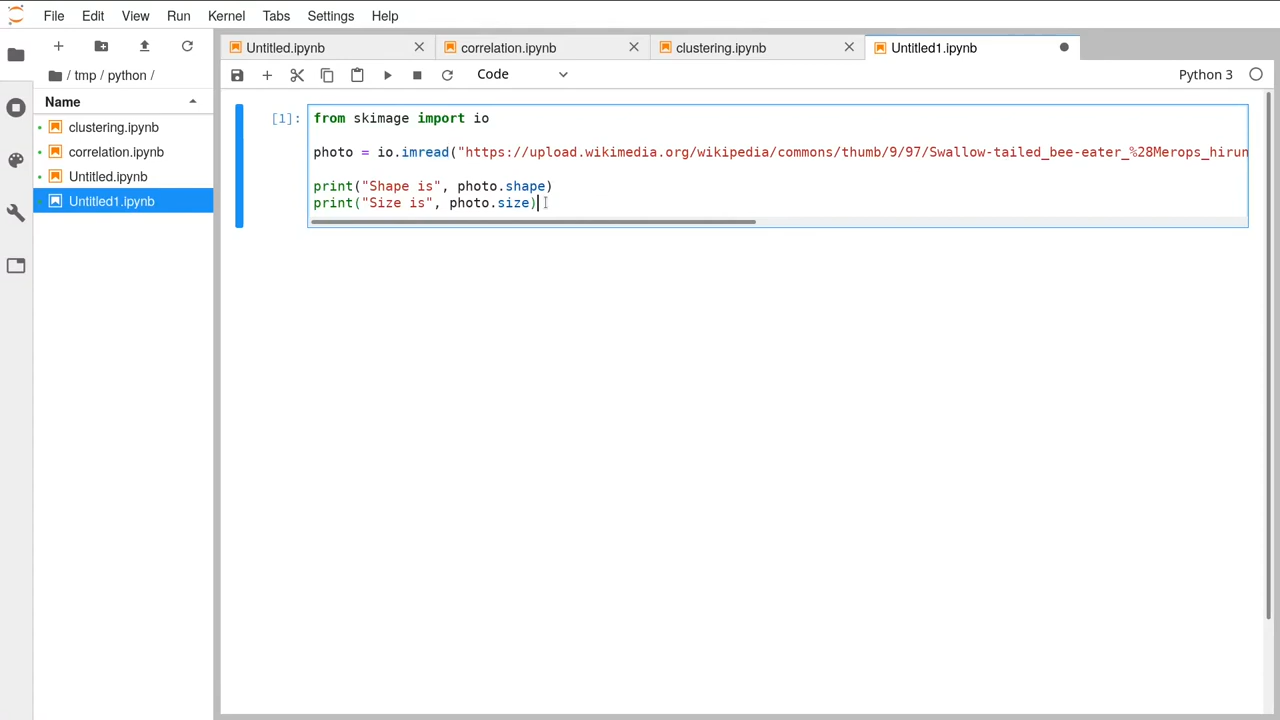 File Edit View Run Kernel Tabs Settings Help
Untitled.ipynb correlation.ipynb clustering.ipynb Untitled1.ipynb
/ tmp / python /
Code Python 3
Name
clustering.ipynb
correlation.ipynb
Untitled.ipynb
Untitled1.ipynb
[1]: from skimage import io
photo = io.imread("https://upload.wikimedia.org/wikipedia/commons/thumb/9/97/Swallow-tailed_bee-eater_%28Merops_hirun
print("Shape is", photo.shape)
print("Size is", photo.size)